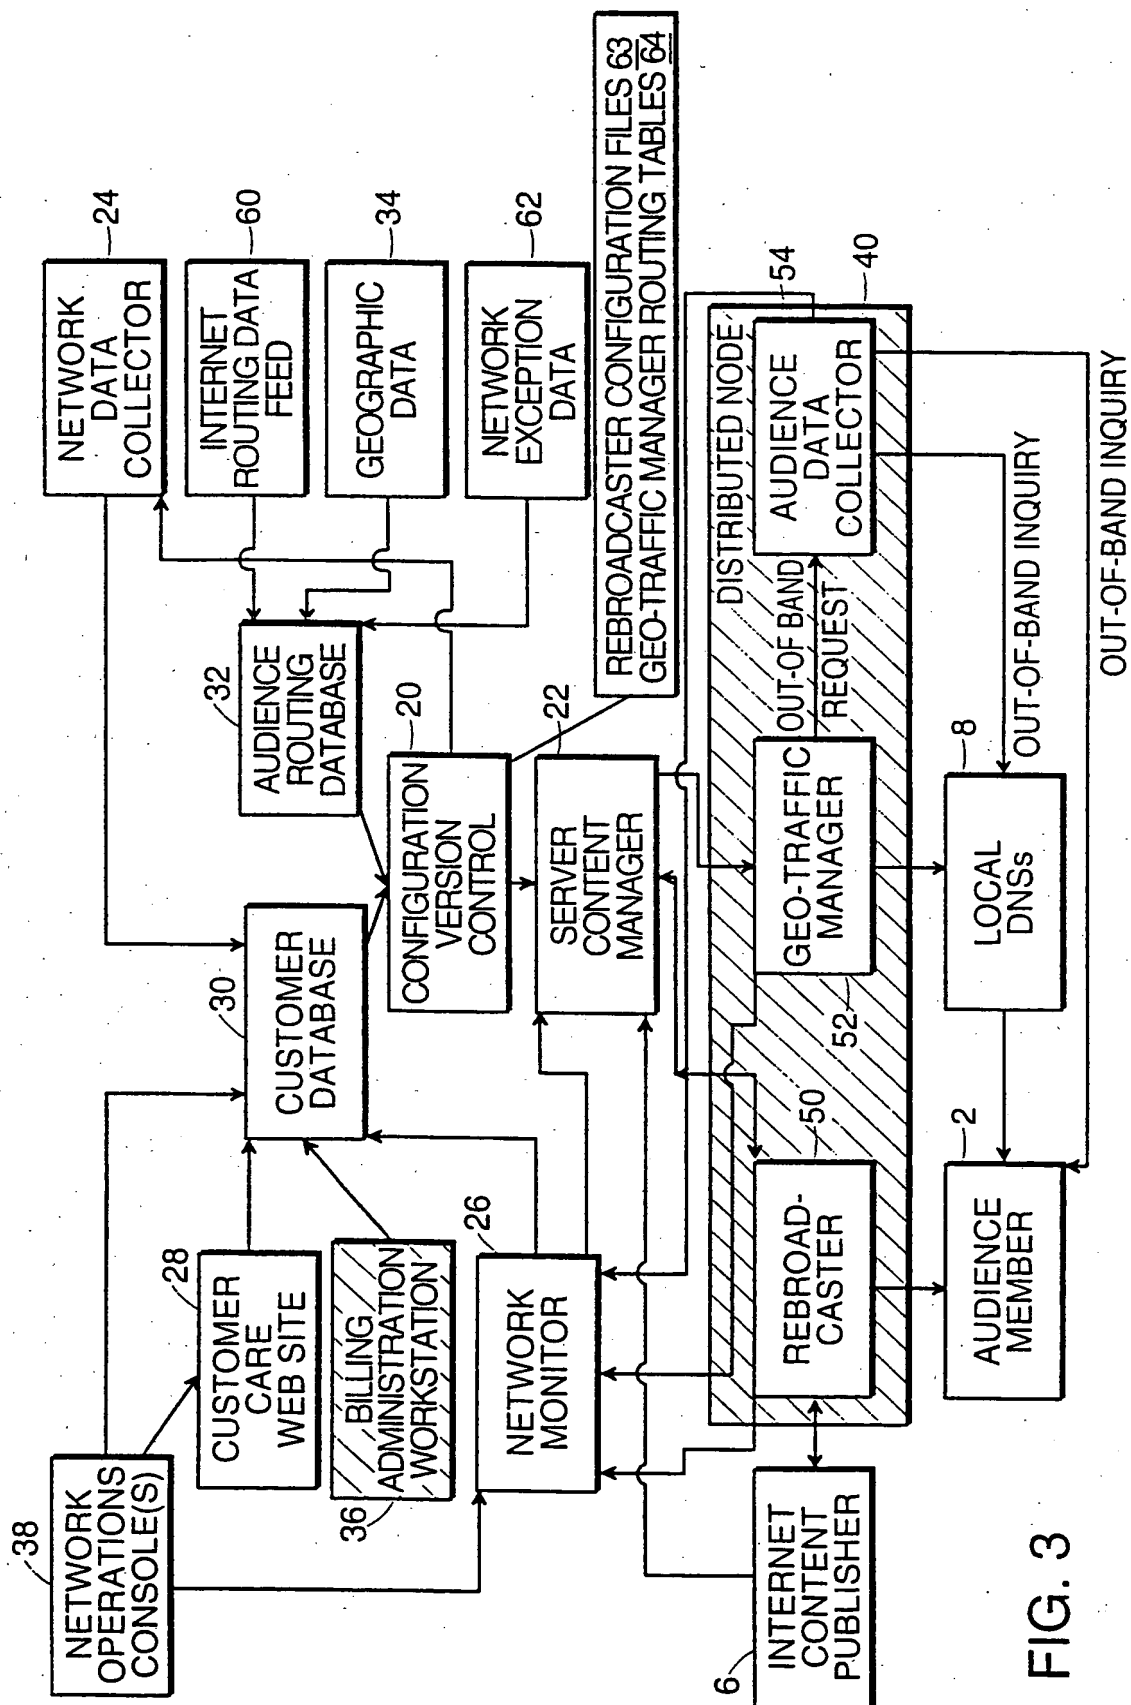 38
NETWORK
OPERATIONS
CONSOLE(S)
28
CUSTOMER
CARE
WEB SITE
36
BILLING
ADMINISTRATION
WORKSTATION
26
NETWORK
MONITOR
30
CUSTOMER
DATABASE
32
AUDIENCE
ROUTING
DATABASE
20
CONFIGURATION
VERSION
CONTROL
22
SERVER
CONTENT
MANAGER
24
NETWORK
DATA
COLLECTOR
60
INTERNET
ROUTING DATA
FEED
34
GEOGRAPHIC
DATA
62
NETWORK
EXCEPTION
DATA
REBROADCASTER CONFIGURATION FILES 63
GEO-TRAFFIC MANAGER ROUTING TABLES 64
6
INTERNET
CONTENT
PUBLISHER
DISTRIBUTED NODE
40
50
REBROAD-
CASTER
52
GEO-TRAFFIC
MANAGER
OUT-OF BAND
REQUEST
54
AUDIENCE
DATA
COLLECTOR
2
AUDIENCE
MEMBER
8
LOCAL
DNSs
OUT-OF-BAND INQUIRY
OUT-OF-BAND INQUIRY
FIG. 3